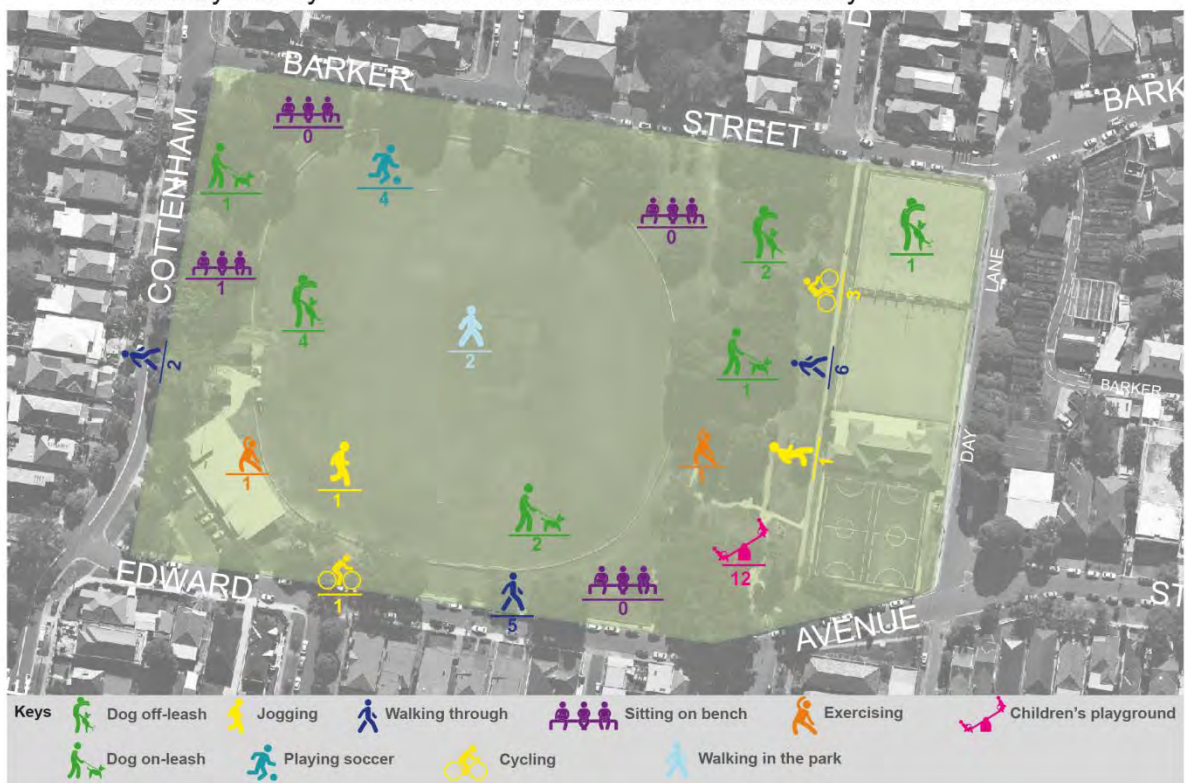 BARKER
STREET
BARK
COTTENHAM
0
4
1
0
2
1
LANE
1
3
4
2
2
1
6
BARKER
1
1
1
DAY
2
12
1
0
5
EDWARD
AVENUE
ST
Keys
Dog off-leash
Jogging
Walking through
Sitting on bench
Exercising
Children's playground
Dog on-leash
Playing soccer
Cycling
Walking in the park